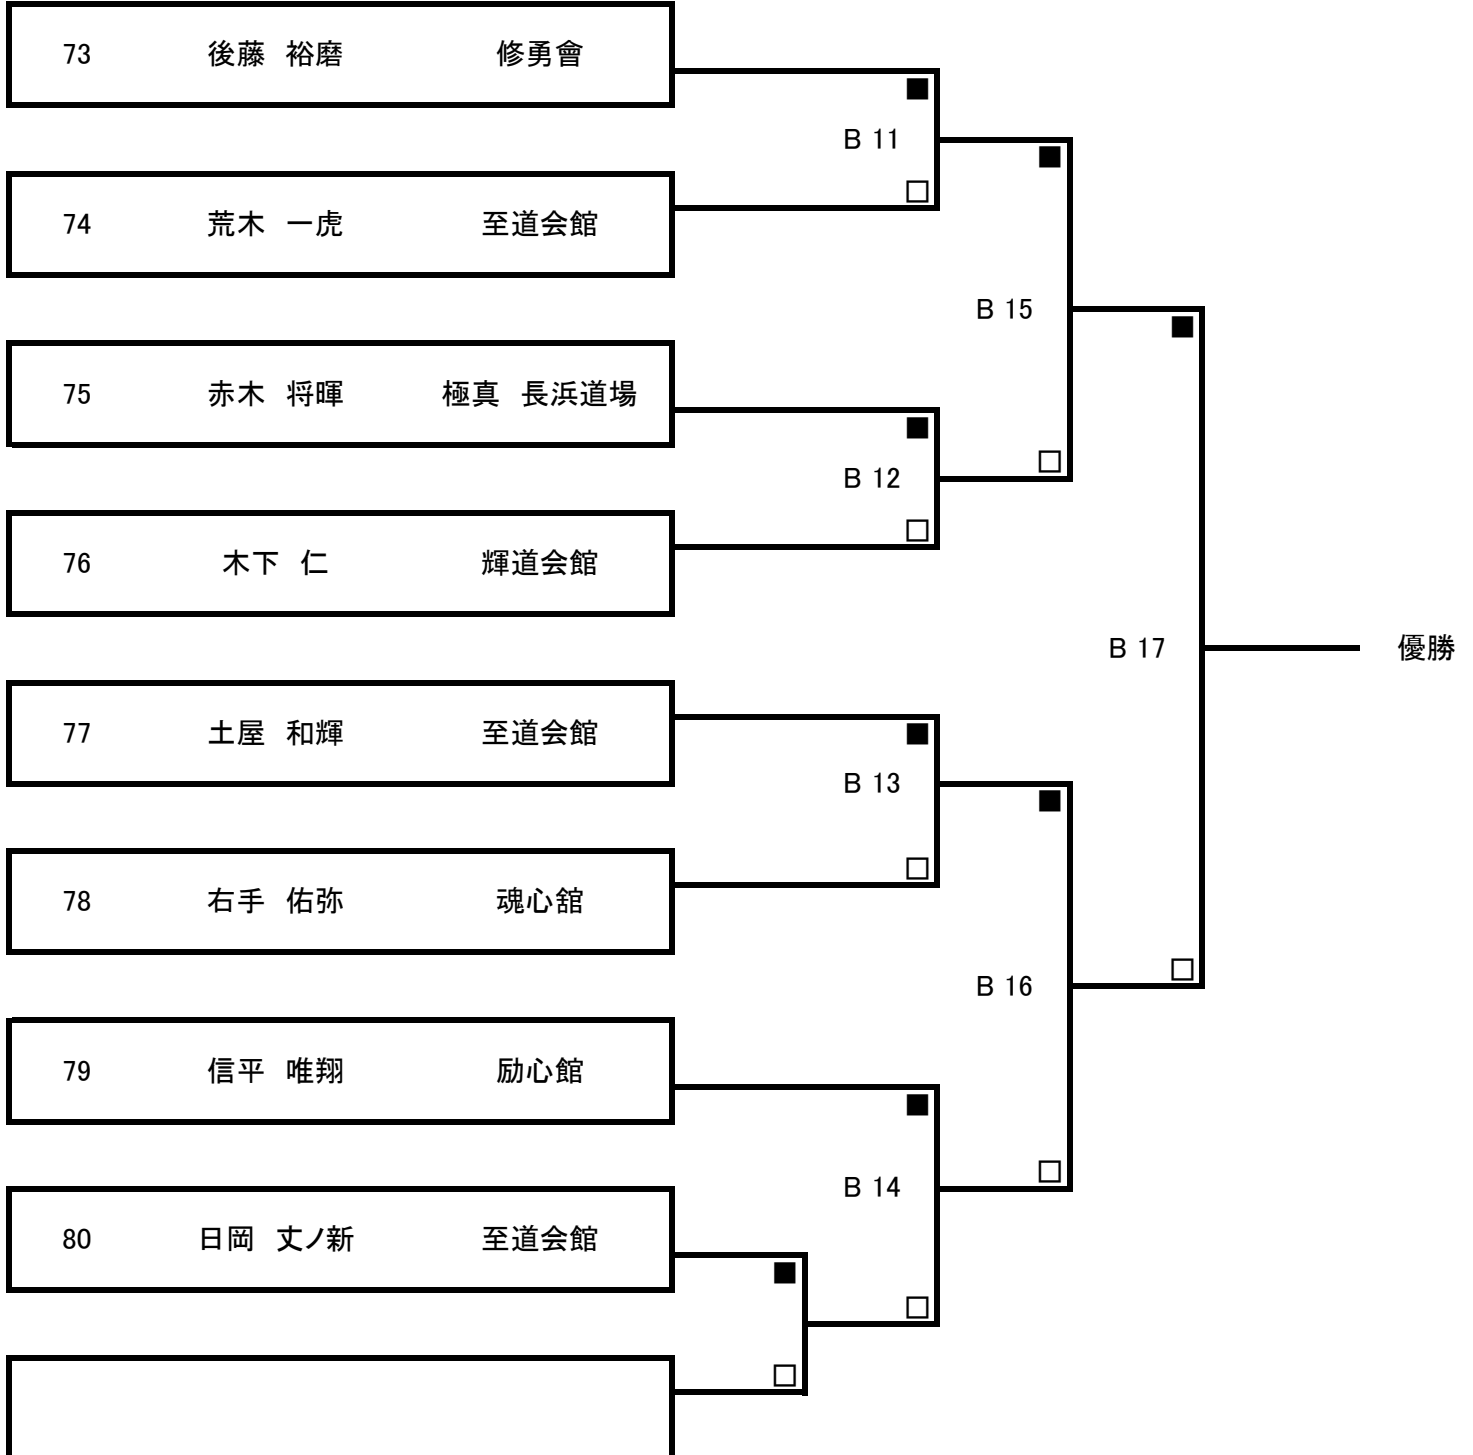 73 後藤 裕磨 修勇會
■
B 11
■
□
74 荒木 一虎 至道会館
B 15
■
75 赤木 将暉 極真 長浜道場
■
□
B 12
□
76 木下 仁 輝道会館
B 17 優勝
77 土屋 和輝 至道会館
■
B 13
■
□
78 右手 佑弥 魂心舘
□
B 16
79 信平 唯翔 励心館
■
□
B 14
80 日岡 丈ノ新 至道会館
■
□
□